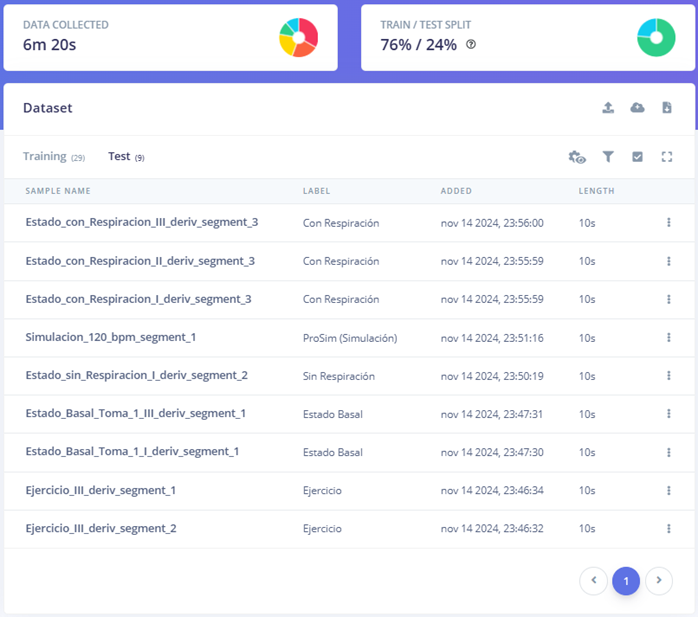 DATA COLLECTED
6m 20s
TRAIN / TEST SPLIT
76% / 24% ?
Dataset
Training (29) Test (9)
SAMPLE NAME LABEL ADDED LENGTH
Estado_con_Respiracion_III_deriv_segment_3 Con Respiración nov 14 2024, 23:56:00 10s
Estado_con_Respiracion_II_deriv_segment_3 Con Respiración nov 14 2024, 23:55:59 10s
Estado_con_Respiracion_I_deriv_segment_3 Con Respiración nov 14 2024, 23:55:59 10s
Simulacion_120_bpm_segment_1 ProSim (Simulación) nov 14 2024, 23:51:16 10s
Estado_sin_Respiracion_I_deriv_segment_2 Sin Respiración nov 14 2024, 23:50:19 10s
Estado_Basal_Toma_1_III_deriv_segment_1 Estado Basal nov 14 2024, 23:47:31 10s
Estado_Basal_Toma_1_I_deriv_segment_1 Estado Basal nov 14 2024, 23:47:30 10s
Ejercicio_III_deriv_segment_1 Ejercicio nov 14 2024, 23:46:34 10s
Ejercicio_III_deriv_segment_2 Ejercicio nov 14 2024, 23:46:32 10s
1